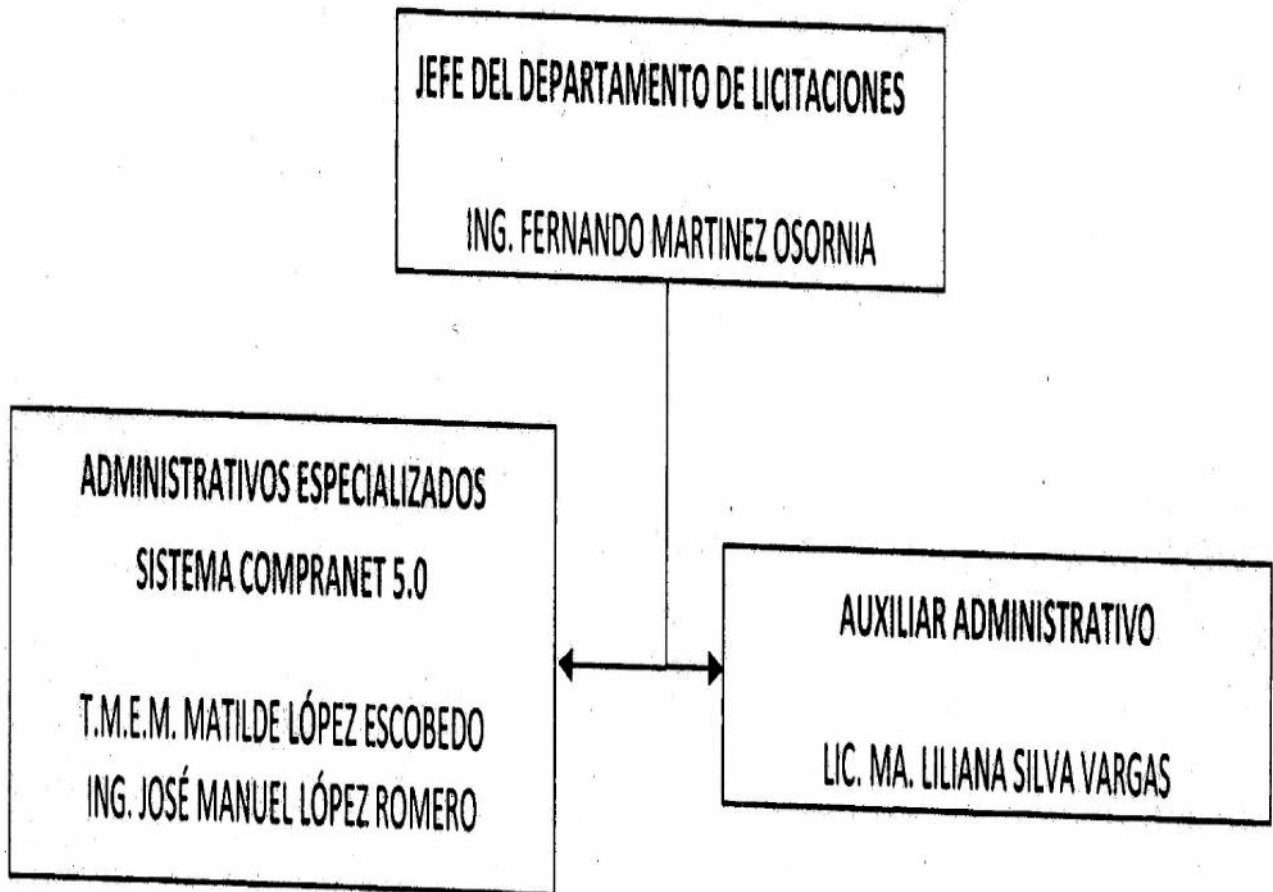 JEFE DEL DEPARTAMENTO DE LICITACIONES
ING. FERNANDO MARTINEZ OSORNIA
ADMINISTRATIVOS ESPECIALIZADOS
SISTEMA COMPRANET 5.0
T.M.E.M. MATILDE LÓPEZ ESCOBEDO
ING. JOSÉ MANUEL LÓPEZ ROMERO
AUXILIAR ADMINISTRATIVO
LIC. MA. LILIANA SILVA VARGAS